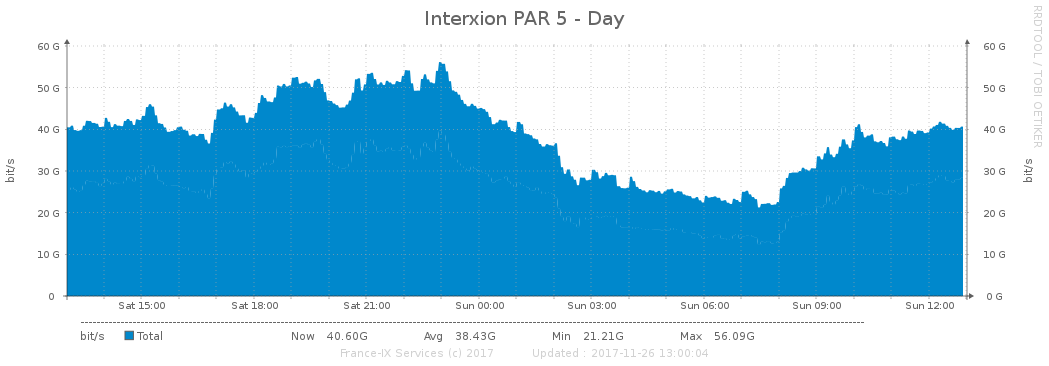 Interxion PAR 5 - Day
RRDTOOL / TOBI OETIKER
60 G 60 G
50 G 50 G
40 G 40 G
30 G 30 G
20 G 20 G
10 G 10 G
0 0 G
bit/s bit/s
Sat 15:00 Sat 18:00 Sat 21:00 Sun 00:00 Sun 03:00 Sun 06:00 Sun 09:00 Sun 12:00
bit/s Total Now 40.60G Avg 38.43G Min 21.21G Max 56.09G
France-IX Services (c) 2017 Updated : 2017-11-26 13:00:04